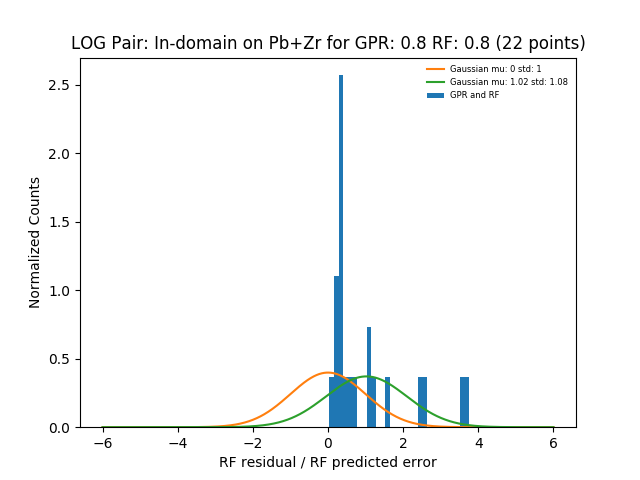 LOG Pair: In-domain on Pb+Zr for GPR: 0.8 RF: 0.8 (22 points)
Gaussian mu: 0 std: 1
Gaussian mu: 1.02 std: 1.08
GPR and RF
Normalized Counts
2.5
2.0
1.5
1.0
0.5
0.0
−6 −4 −2 0 2 4 6
RF residual / RF predicted error